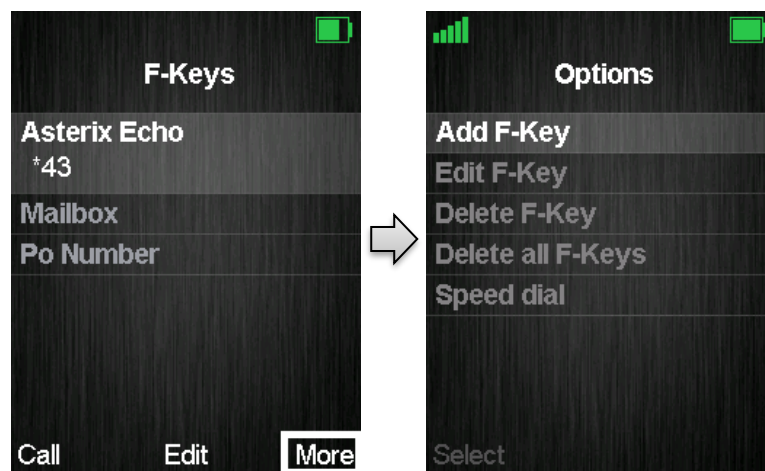 F-Keys
Asterix Echo
*43
Mailbox
Po Number
Call Edit More
Options
Add F-Key
Edit F-Key
Delete F-Key
Delete all F-Keys
Speed dial
Select